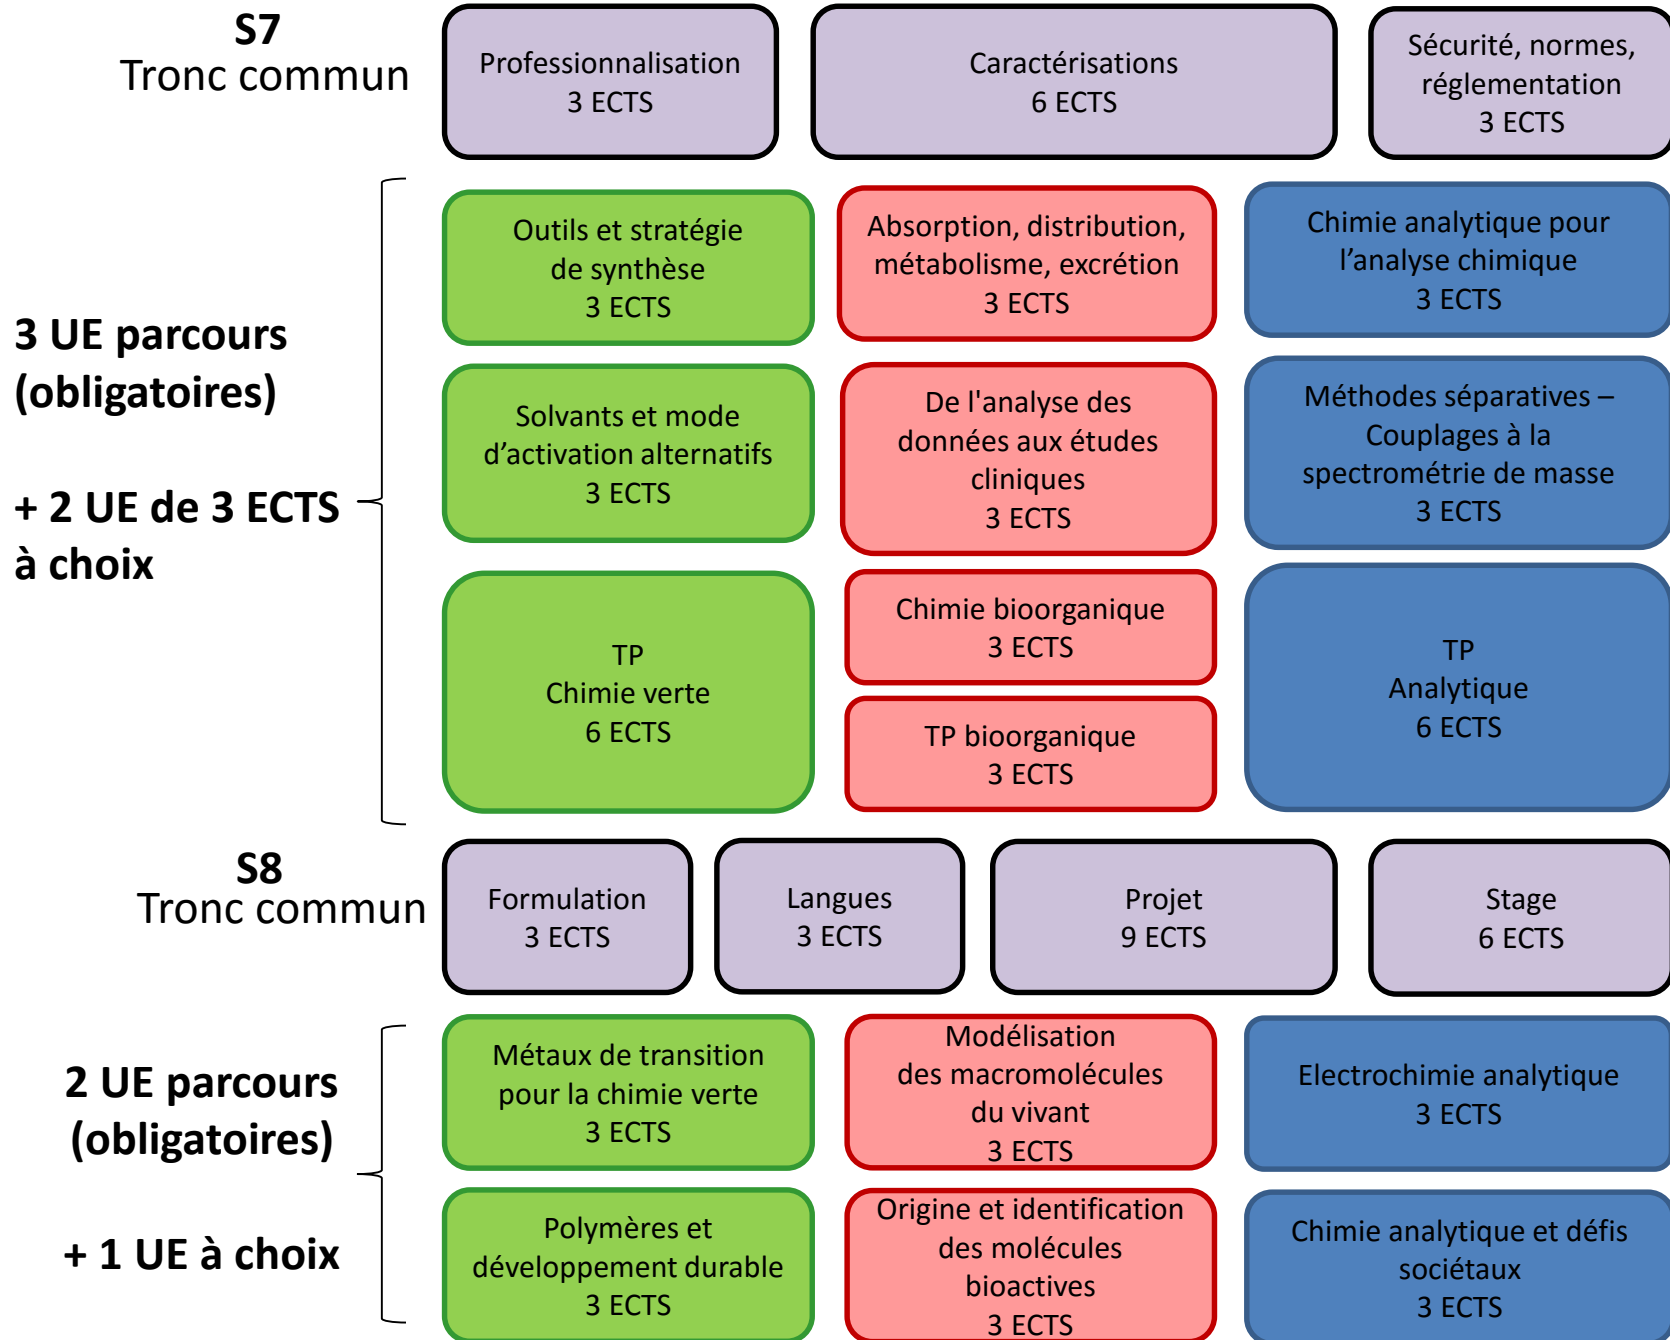 S7
Tronc commun
Professionnalisation
3 ECTS
Caractérisations
6 ECTS
Sécurité, normes,
réglementation
3 ECTS
3 UE parcours
(obligatoires)
+ 2 UE de 3 ECTS
à choix
Outils et stratégie
de synthèse
3 ECTS
Absorption, distribution,
métabolisme, excrétion
3 ECTS
Chimie analytique pour
l’analyse chimique
3 ECTS
Solvants et mode
d’activation alternatifs
3 ECTS
De l'analyse des
données aux études
cliniques
3 ECTS
Méthodes séparatives –
Couplages à la
spectrométrie de masse
3 ECTS
TP
Chimie verte
6 ECTS
Chimie bioorganique
3 ECTS
TP bioorganique
3 ECTS
TP
Analytique
6 ECTS
S8
Tronc commun
Formulation
3 ECTS
Langues
3 ECTS
Projet
9 ECTS
Stage
6 ECTS
2 UE parcours
(obligatoires)
+ 1 UE à choix
Métaux de transition
pour la chimie verte
3 ECTS
Modélisation
des macromolécules
du vivant
3 ECTS
Electrochimie analytique
3 ECTS
Polymères et
développement durable
3 ECTS
Origine et identification
des molécules
bioactives
3 ECTS
Chimie analytique et défis
sociétaux
3 ECTS